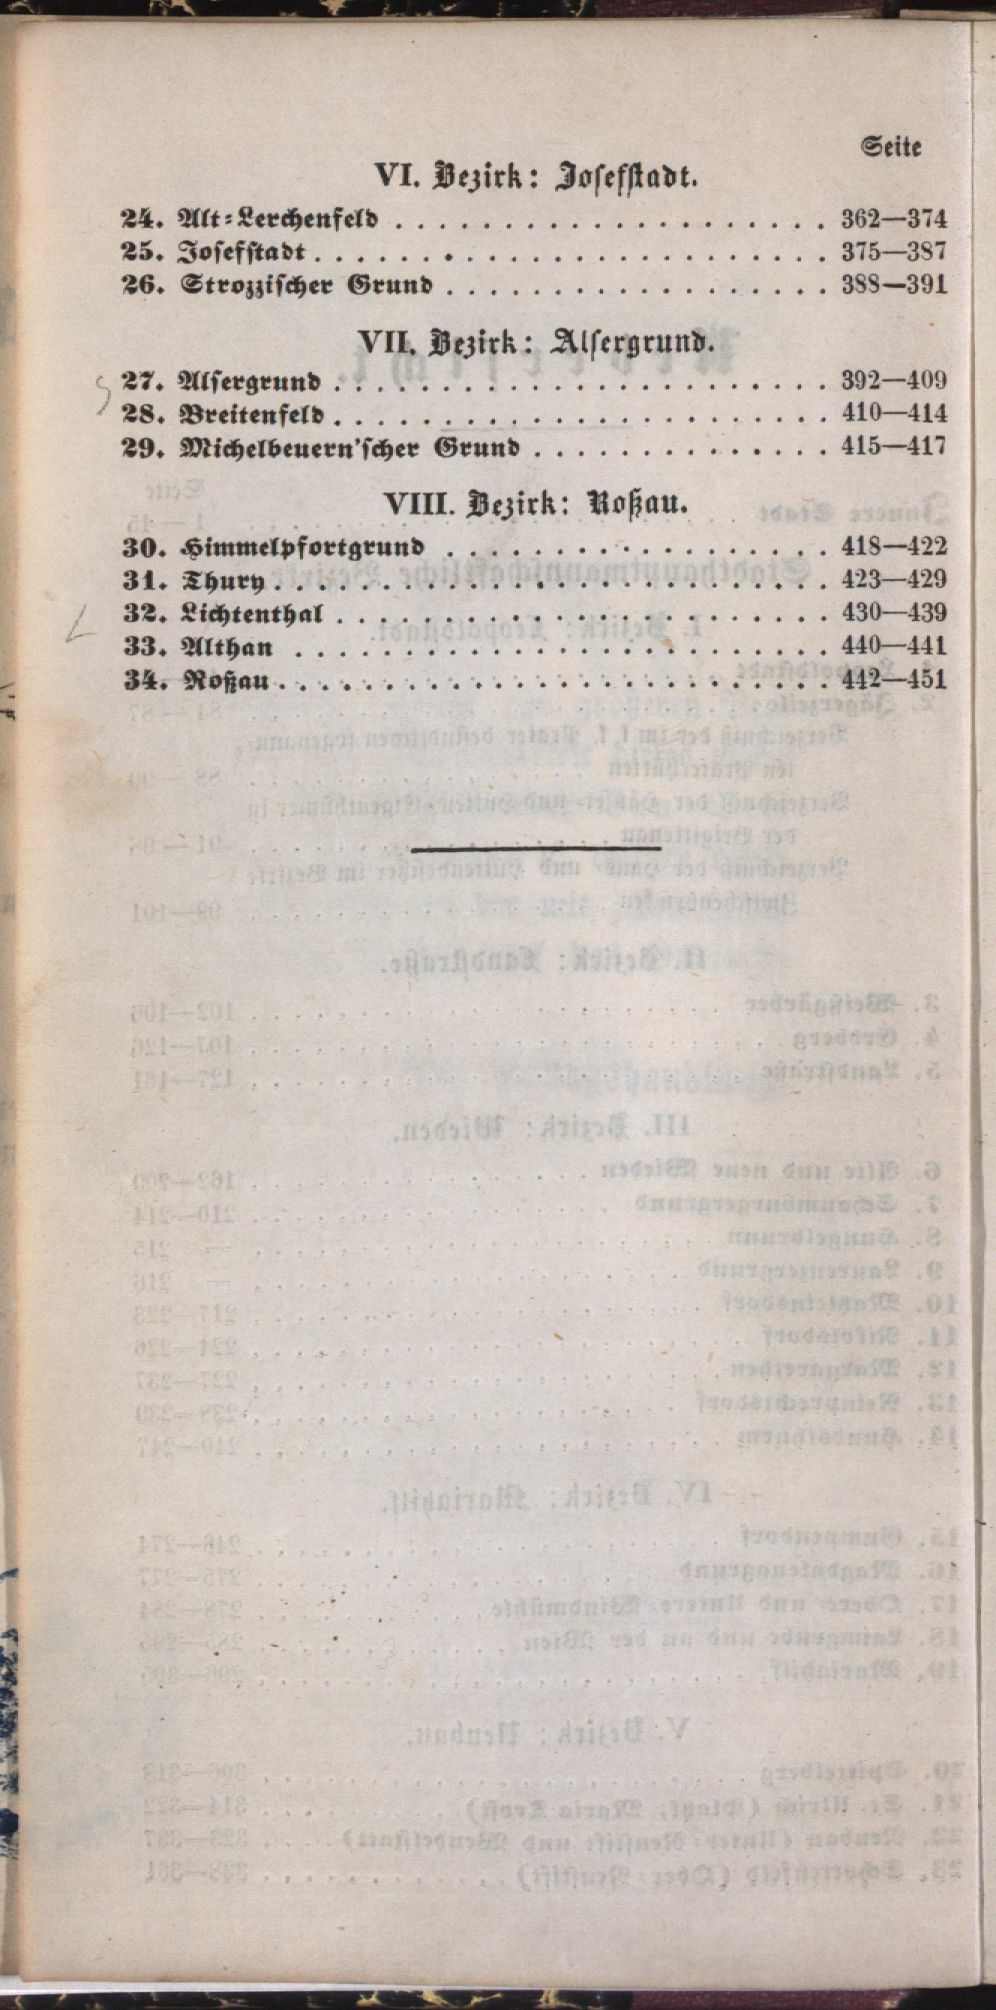 Seite
VI. Bezirk: Josefstadt.
24. Alt-Lerchenfeld . . . . . . . . . . . . . . . . . . . . 362—374
25. Josefstadt . . . . . . . . . . . . . . . . . . . . . . . 375—387
26. Strozzischer Grund . . . . . . . . . . . . . . . . . . 388—391
VII. Bezirk: Alsergrund.
27. Alsergrund . . . . . . . . . . . . . . . . . . . . . . . 392—409
28. Breitenfeld . . . . . . . . . . . . . . . . . . . . . . . 410—414
29. Michelbeuern'scher Grund . . . . . . . . . . . . . . 415—417
VIII. Bezirk: Roßau.
30. Himmelpfortgrund . . . . . . . . . . . . . . . . . . 418—422
31. Thury . . . . . . . . . . . . . . . . . . . . . . . . . . 423—429
32. Lichtenthal . . . . . . . . . . . . . . . . . . . . . . . 430—439
33. Althan . . . . . . . . . . . . . . . . . . . . . . . . . 440—441
34. Roßau . . . . . . . . . . . . . . . . . . . . . . . . . . 442—451